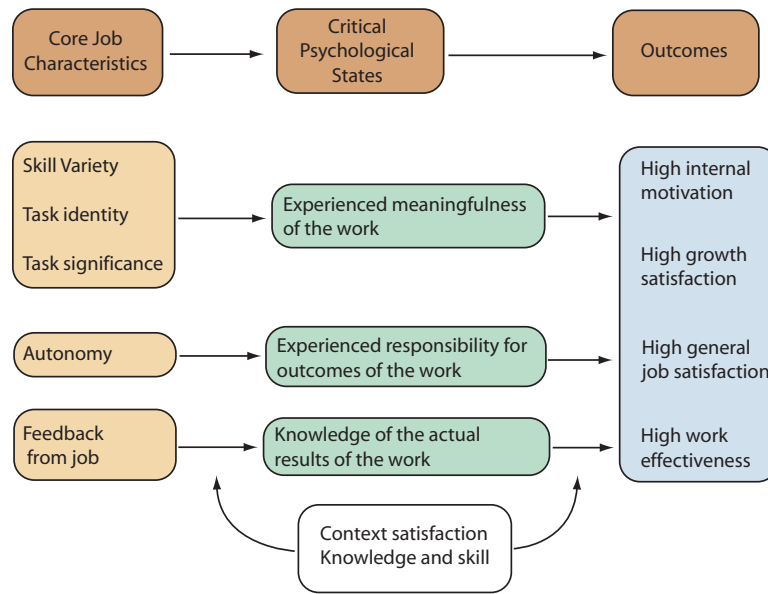 Core Job
Characteristics
Critical
Psychological
States
Outcomes
Skill Variety
Task identity
Task significance
Experienced meaningfulness
of the work
High internal
motivation
High growth
satisfaction
Autonomy
Experienced responsibility for
outcomes of the work
High general
job satisfaction
Feedback
from job
Knowledge of the actual
results of the work
High work
effectiveness
Context satisfaction
Knowledge and skill